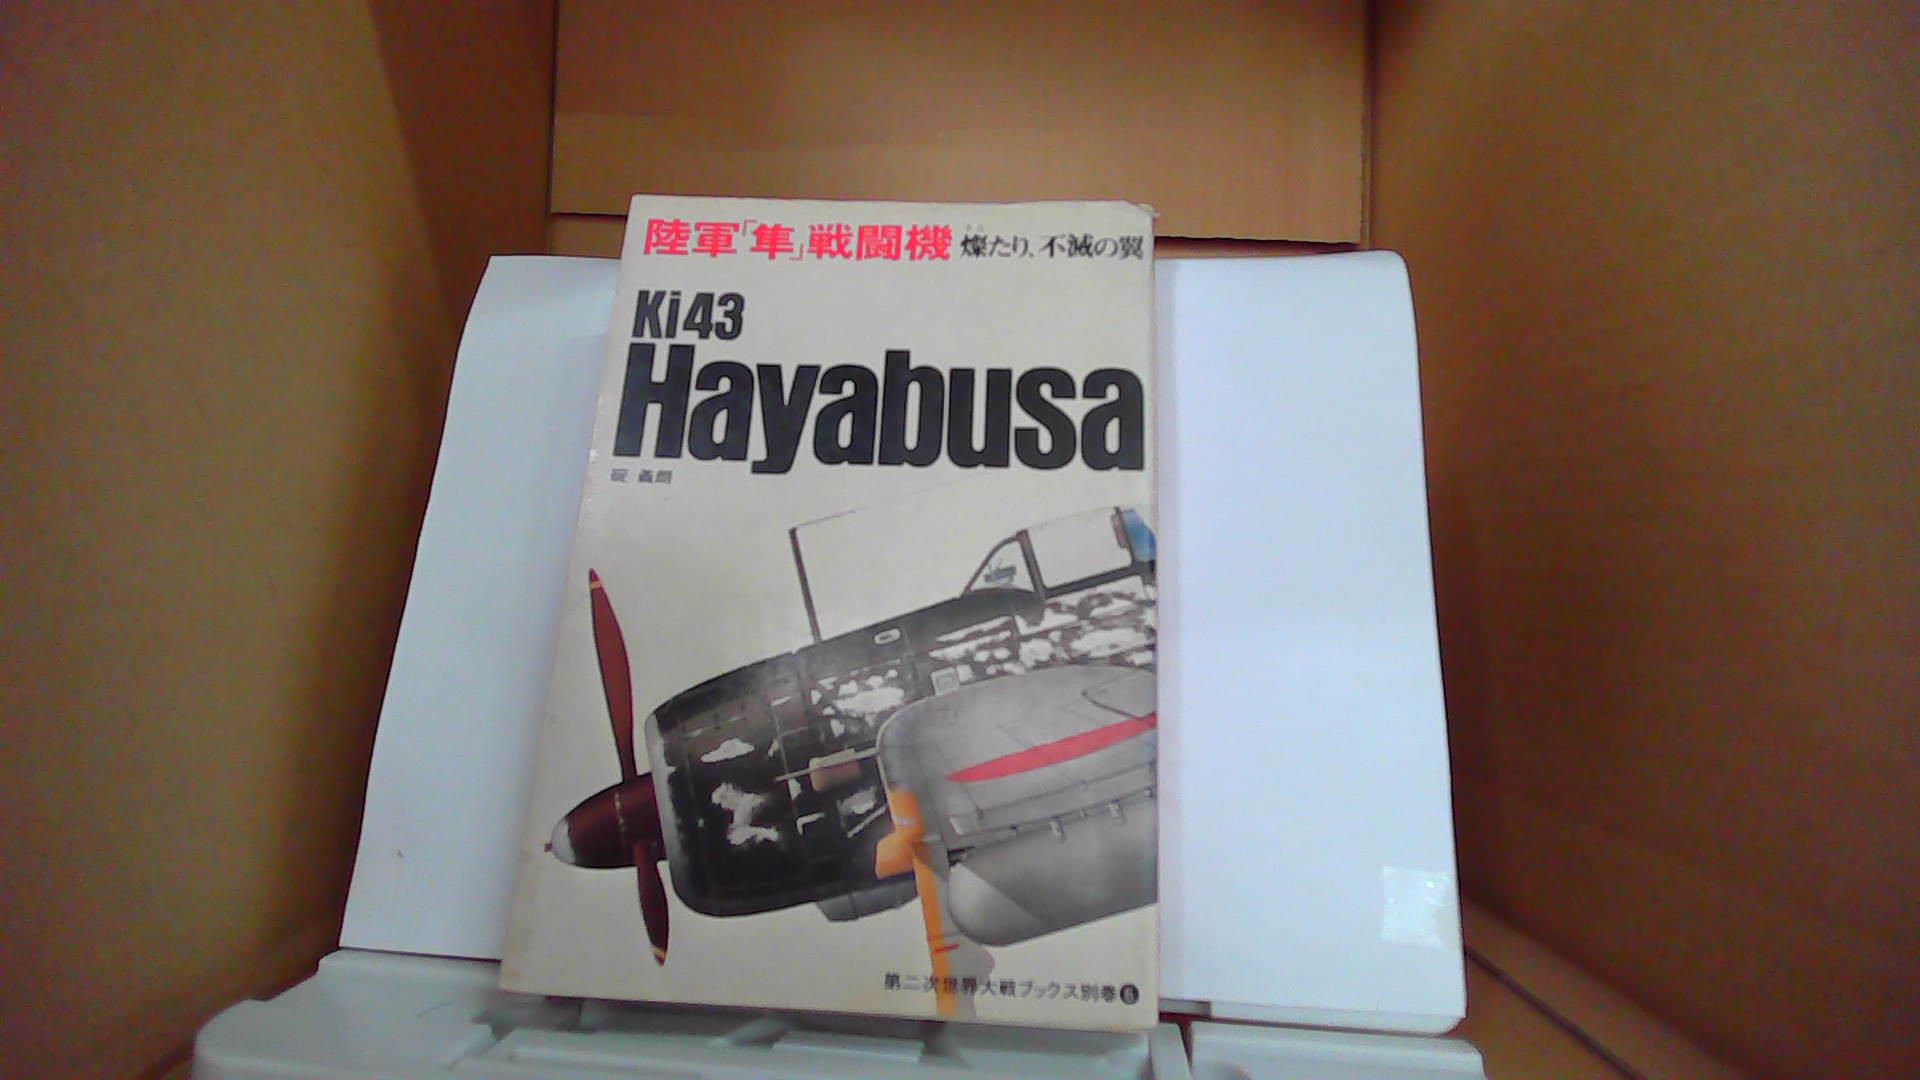 陸軍「隼」戦闘機 燦たり、不滅の翼
Ki43
Hayabusa
碇 義朗
第二次世界大戦ブックス別巻6